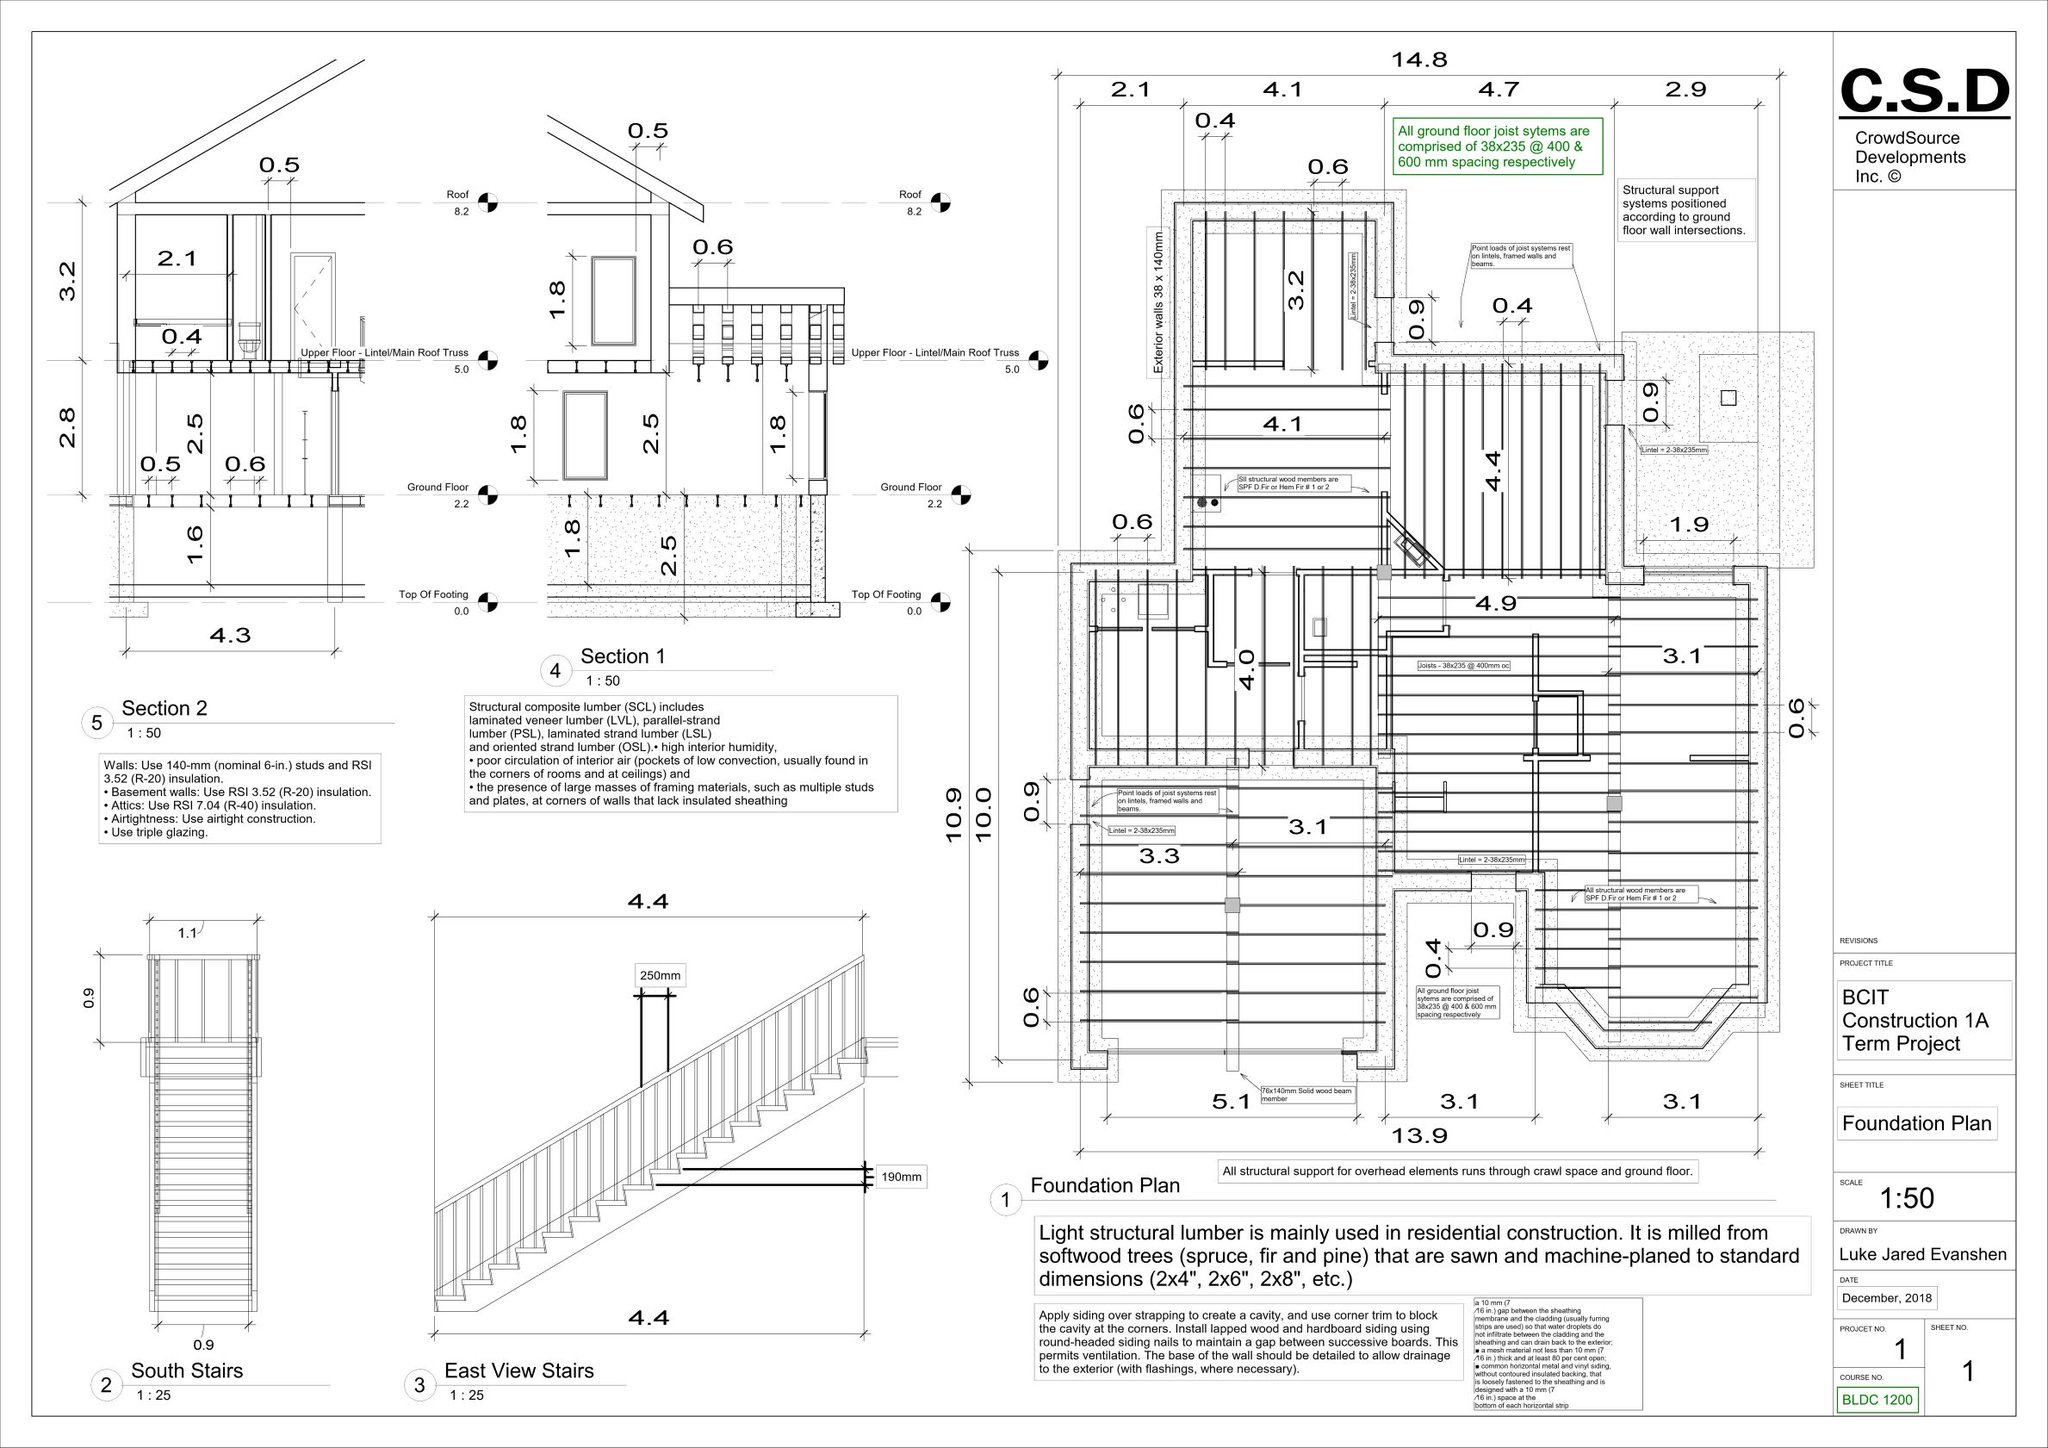 14.8
2.1
4.1
4.7
2.9
0.4
All ground floor joist sytems are
comprised of 38x235 @ 400 &
600 mm spacing respectively
0.6
Structural support
systems positioned
according to ground
floor wall intersections.
Exterior walls 38 x 140mm
3.2
Lintel = 2-38x235mm
0.9
Point loads of joist systems rest
on lintels, framed walls and
beams.
0.4
0.9
Lintel = 2-38x235mm
0.6
4.1
4.4
Sll structural wood members are
SPF D.Fir or Hem Fir # 1 or 2
0.6
1.9
4.9
4.0
Joists - 38x235 @ 400mm oc
3.1
0.6
10.9
10.0
0.9
Point loads of joist systems rest
on lintels, framed walls and
beams.
Lintel = 2-38x235mm
3.1
3.3
Lintel = 2-38x235mm
All structural wood members are
SPF D.Fir or Hem Fir # 1 or 2
0.9
0.4
All ground floor joist
sytems are comprised of
38x235 @ 400 & 600 mm
spacing respectively
0.6
76x140mm Solid wood beam
member
5.1
3.1
3.1
13.9
All structural support for overhead elements runs through crawl space and ground floor.
1
Foundation Plan
Light structural lumber is mainly used in residential construction. It is milled from
softwood trees (spruce, fir and pine) that are sawn and machine-planed to standard
dimensions (2x4", 2x6", 2x8", etc.)
Apply siding over strapping to create a cavity, and use corner trim to block
the cavity at the corners. Install lapped wood and hardboard siding using
round-headed siding nails to maintain a gap between successive boards. This
permits ventilation. The base of the wall should be detailed to allow drainage
to the exterior (with flashings, where necessary).
a 10 mm (7
⁄16 in.) gap between the sheathing
membrane and the cladding (usually furring
strips are used) so that water droplets do
not infiltrate between the cladding and the
sheathing and can drain back to the exterior;
■ a mesh material not less than 10 mm (7
⁄16 in.) thick and at least 80 per cent open;
■ common horizontal metal and vinyl siding,
without contoured insulated backing, that
is loosely fastened to the sheathing and is
designed with a 10 mm (7
⁄16 in.) space at the
bottom of each horizontal strip
0.5
Roof
8.2
3.2
2.1
0.4
Upper Floor - Lintel/Main Roof Truss
5.0
2.8
2.5
0.5
0.6
Ground Floor
2.2
1.6
Top Of Footing
0.0
4.3
5
Section 2
1 : 50
0.5
Roof
8.2
0.6
1.8
Upper Floor - Lintel/Main Roof Truss
5.0
1.8
2.5
1.8
Ground Floor
2.2
1.8
2.5
Top Of Footing
0.0
4
Section 1
1 : 50
Walls: Use 140-mm (nominal 6-in.) studs and RSI
3.52 (R-20) insulation.
• Basement walls: Use RSI 3.52 (R-20) insulation.
• Attics: Use RSI 7.04 (R-40) insulation.
• Airtightness: Use airtight construction.
• Use triple glazing.
Structural composite lumber (SCL) includes
laminated veneer lumber (LVL), parallel-strand
lumber (PSL), laminated strand lumber (LSL)
and oriented strand lumber (OSL).• high interior humidity,
• poor circulation of interior air (pockets of low convection, usually found in
the corners of rooms and at ceilings) and
• the presence of large masses of framing materials, such as multiple studs
and plates, at corners of walls that lack insulated sheathing
1.1
0.9
0.9
2
South Stairs
1 : 25
4.4
250mm
190mm
4.4
3
East View Stairs
1 : 25
C.S.D
CrowdSource
Developments
Inc. ©
REVISIONS
PROJECT TITLE
BCIT
Construction 1A
Term Project
SHEET TITLE
Foundation Plan
SCALE
1:50
DRAWN BY
Luke Jared Evanshen
DATE
December, 2018
PROJCET NO.
1
SHEET NO.
1
COURSE NO.
BLDC 1200